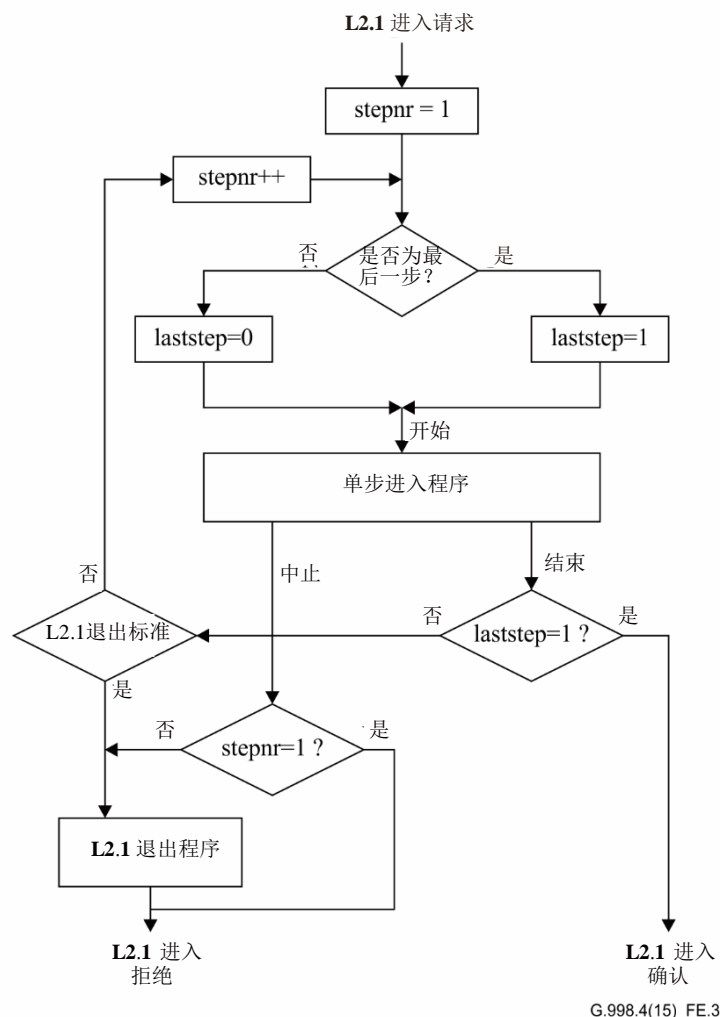 L2.1 进入请求
stepnr = 1
stepnr++
否
是否为最
后一步？
是
laststep=0
laststep=1
开始
单步进入程序
中止
结束
否
L2.1退出标准
否
laststep=1 ?
是
是
否
stepnr=1 ?
是
L2.1 退出程序
L2.1 进入
拒绝
L2.1 进入
确认
G.998.4(15)_FE.3